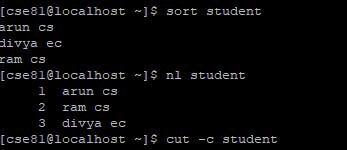 [cse81@localhost ~]$ sort student
arun cs
divya ec
ram cs
[cse81@localhost ~]$ nl student
     1  arun cs
     2  ram cs
     3  divya ec
[cse81@localhost ~]$ cut -c student